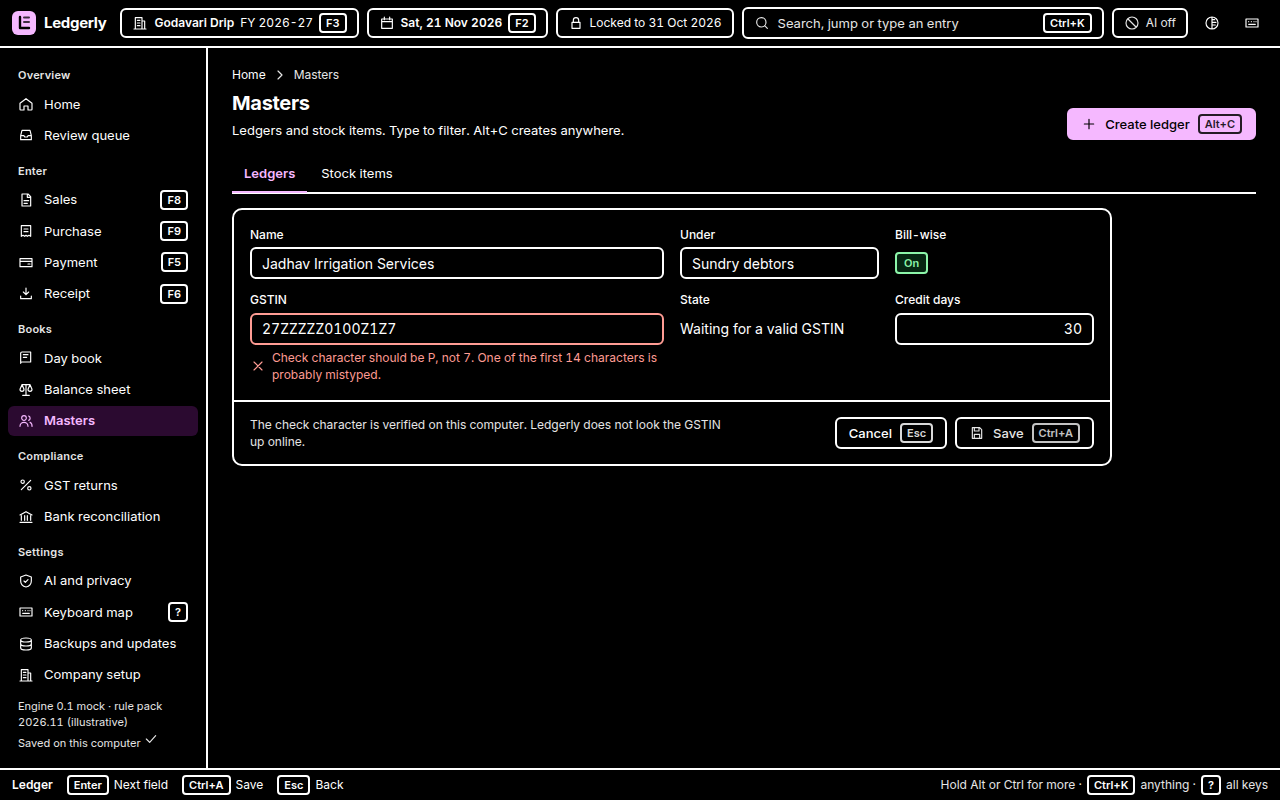 Ledgerly
Godavari Drip FY 2026-27 F3
Sat, 21 Nov 2026 F2
Locked to 31 Oct 2026
Search, jump or type an entry Ctrl+K
AI off
Overview
Home
Review queue
Enter
Sales F8
Purchase F9
Payment F5
Receipt F6
Books
Day book
Balance sheet
Masters
Compliance
GST returns
Bank reconciliation
Settings
AI and privacy
Keyboard map ?
Backups and updates
Company setup
Engine 0.1 mock · rule pack
2026.11 (illustrative)
Saved on this computer
Home Masters
Masters
Ledgers and stock items. Type to filter. Alt+C creates anywhere.
Create ledger Alt+C
Ledgers Stock items
Name Under Bill-wise
Jadhav Irrigation Services Sundry debtors On
GSTIN State Credit days
27ZZZZZ0100Z1Z7 Waiting for a valid GSTIN 30
Check character should be P, not 7. One of the first 14 characters is
probably mistyped.
The check character is verified on this computer. Ledgerly does not look the GSTIN
up online.
Cancel Esc Save Ctrl+A
Ledger Enter Next field Ctrl+A Save Esc Back
Hold Alt or Ctrl for more · Ctrl+K anything · ? all keys